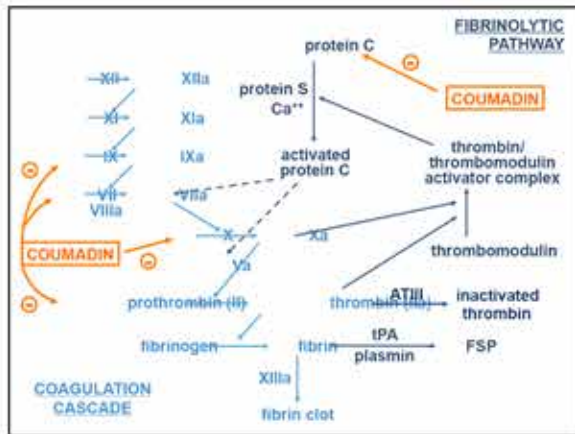 FIBRINOLYTIC
PATHWAY
protein C
XII XIIa
protein S
Ca++
COUMADIN
XI XIa
IX IXa
activated
protein C
thrombin/
thrombomodulin
activator complex
VII VIIa
VIIIa
COUMADIN
X Xa
thrombomodulin
Va
prothrombin (II) thrombin (IIa) ATIII inactivated
thrombin
fibrinogen fibrin tPA FSP
plasmin
XIIIa
COAGULATION
CASCADE
fibrin clot